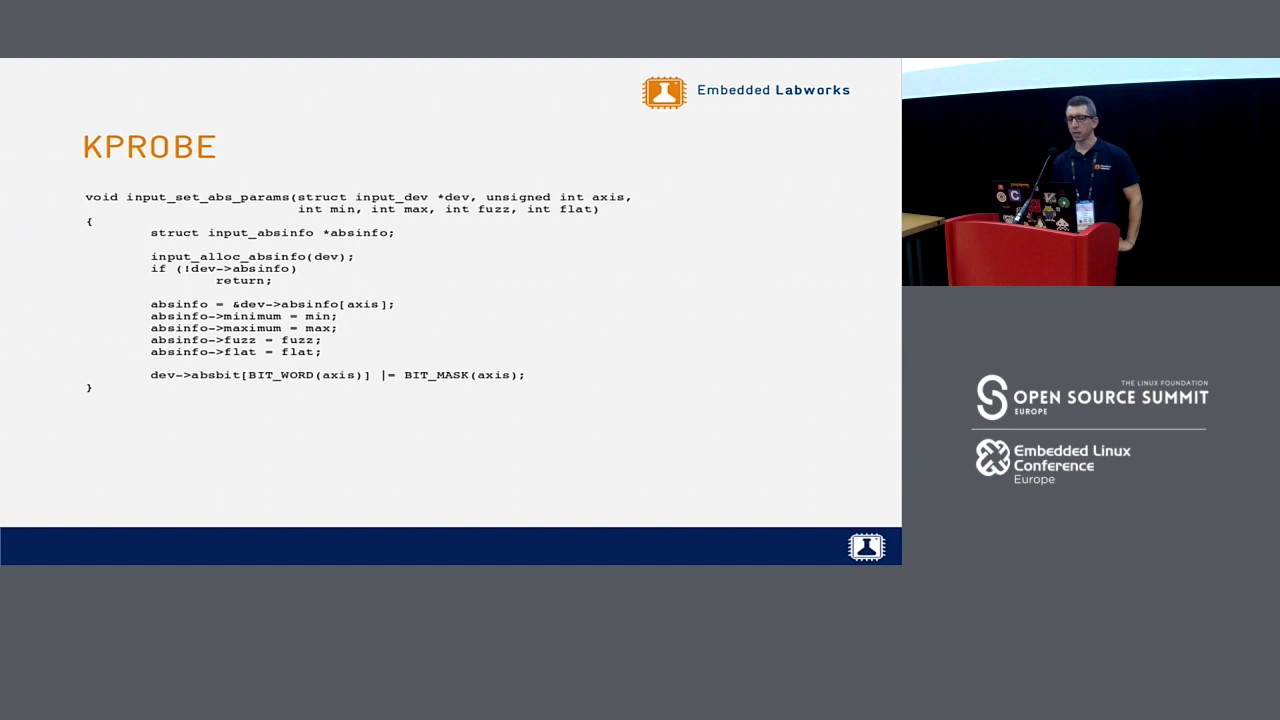 Embedded Labworks
KPROBE
void input_set_abs_params(struct input_dev *dev, unsigned int axis,
int min, int max, int fuzz, int flat)
{
struct input_absinfo *absinfo;
input_alloc_absinfo(dev);
if (!dev->absinfo)
return;
absinfo = &dev->absinfo[axis];
absinfo->minimum = min;
absinfo->maximum = max;
absinfo->fuzz = fuzz;
absinfo->flat = flat;
dev->absbit[BIT_WORD(axis)] |= BIT_MASK(axis);
}
THE LINUX FOUNDATION
OPEN SOURCE SUMMIT
EUROPE
Embedded Linux
Conference
Europe